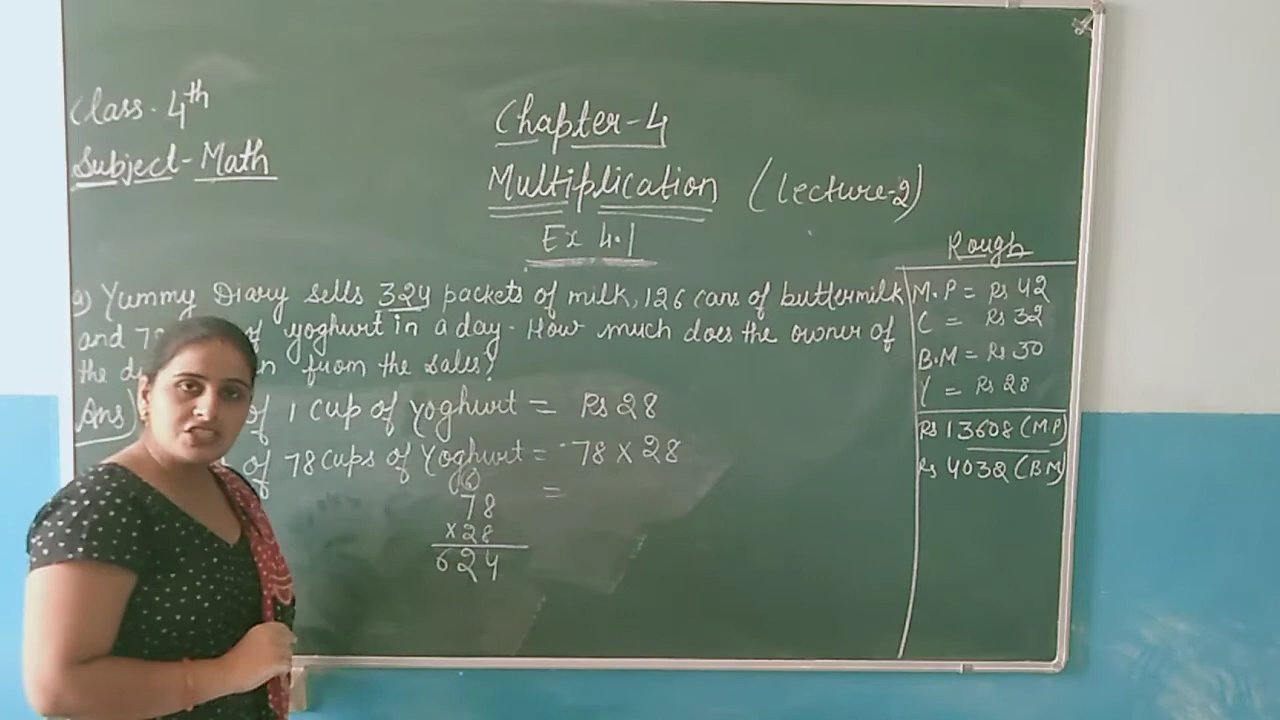 Class- 4th
Subject- Math
Chapter-4
Multiplication (Lecture-2)
Ex 4.1
a) Yummy Diary sells 324 packets of milk, 126 cans of buttermilk
and of yoghurt in a day. How much does the owner of
the from the sales?
Ans) of 1 cup of yoghurt = Rs 28
of 78 cups of Yoghurt = 78 x 28
=
6
78
x28
624
Rough
M.P = Rs 42
C = Rs 32
B.M = Rs 30
Y = Rs 28
Rs 13608 (MP)
Rs 4032 (BM)